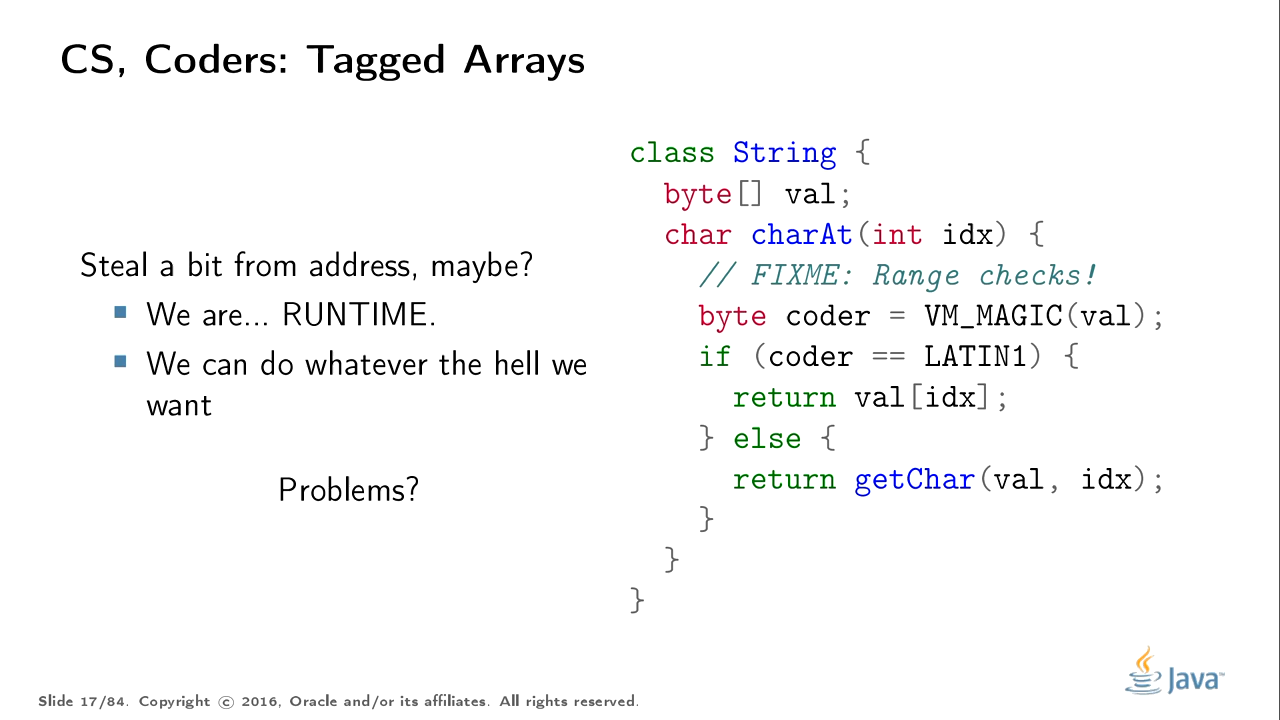 CS, Coders: Tagged Arrays
Steal a bit from address, maybe?
■ We are... RUNTIME.
■ We can do whatever the hell we
want
Problems?
class String {
  byte[] val;
  char charAt(int idx) {
    // FIXME: Range checks!
    byte coder = VM_MAGIC(val);
    if (coder == LATIN1) {
      return val[idx];
    } else {
      return getChar(val, idx);
    }
  }
}
Java™
Slide 17/84. Copyright © 2016, Oracle and/or its affiliates. All rights reserved.